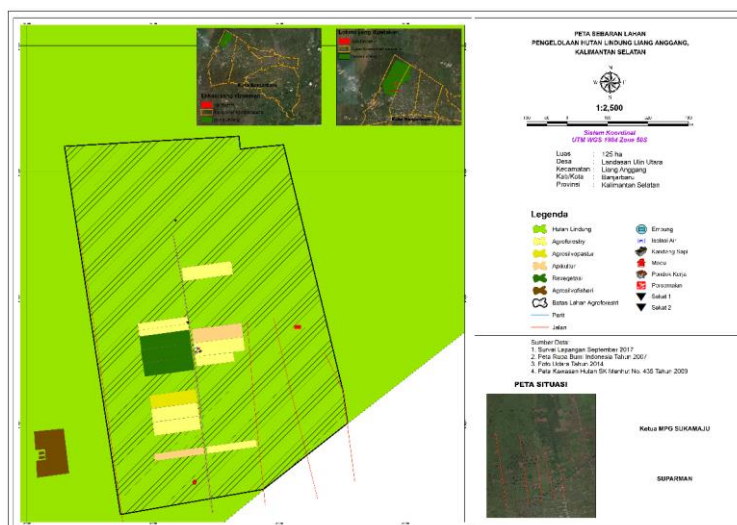 PETA SEBARAN LAHAN
PENGELOLAAN HUTAN LINDUNG LIANG ANGGANG,
KALIMANTAN SELATAN
1:2,500
Sistem Koordinat
UTM WGS 1984 Zone 50S
Luas : 125 ha
Desa : Landasan Ulin Utara
Kecamatan : Liang Anggang
Kab/Kota : Banjarbaru
Provinsi : Kalimantan Selatan
Legenda
Hutan Lindung
Agroforestry
Agrosilvopastur
Apikultur
Revegetasi
Agrosilvofisheri
Batas Lahan Agroforestri
Parit
Jalan
Embung
Kandang Sapi
Pondok Kerja
Persemaian
Sekat 1
Sekat 2
Sumber Data:
1. Survei Lapangan September 2017
2. Peta Rupa Bumi Indonesia Tahun 2007
3. Foto Udara Tahun 2014
4. Peta Kawasan Hutan SK Menhut No. 435 Tahun 2009
PETA SITUASI
Ketua MPG SUKAMAJU
SUPARMAN